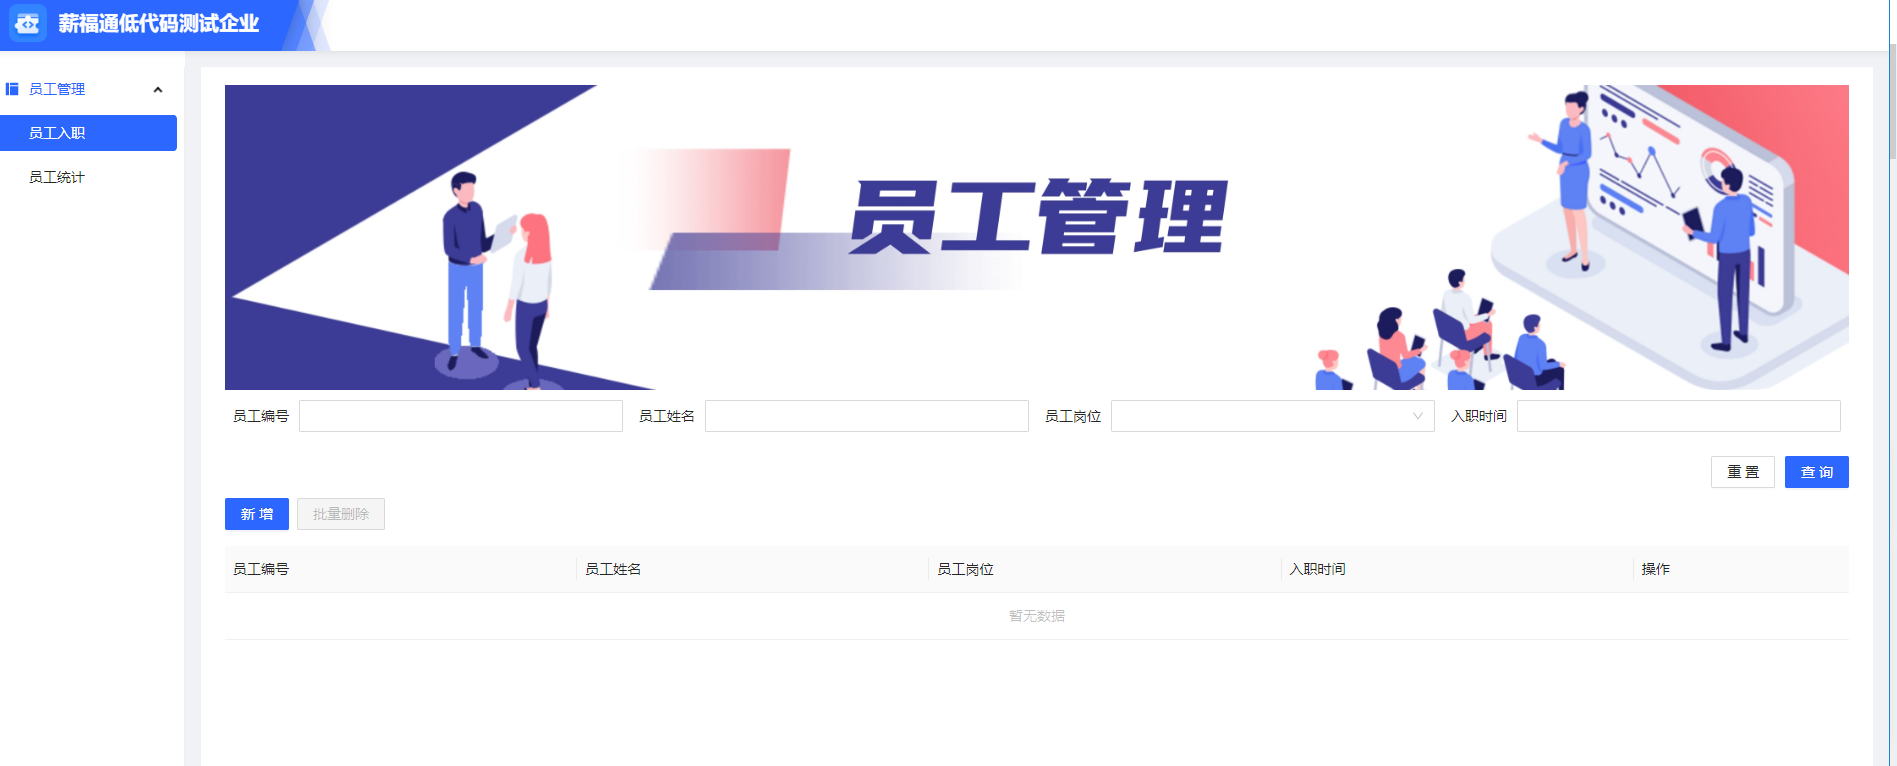 薪福通低代码测试企业
员工管理
员工入职
员工统计
员工管理
员工编号 员工姓名 员工岗位 入职时间
重置 查询
新增 批量删除
员工编号 员工姓名 员工岗位 入职时间 操作
暂无数据